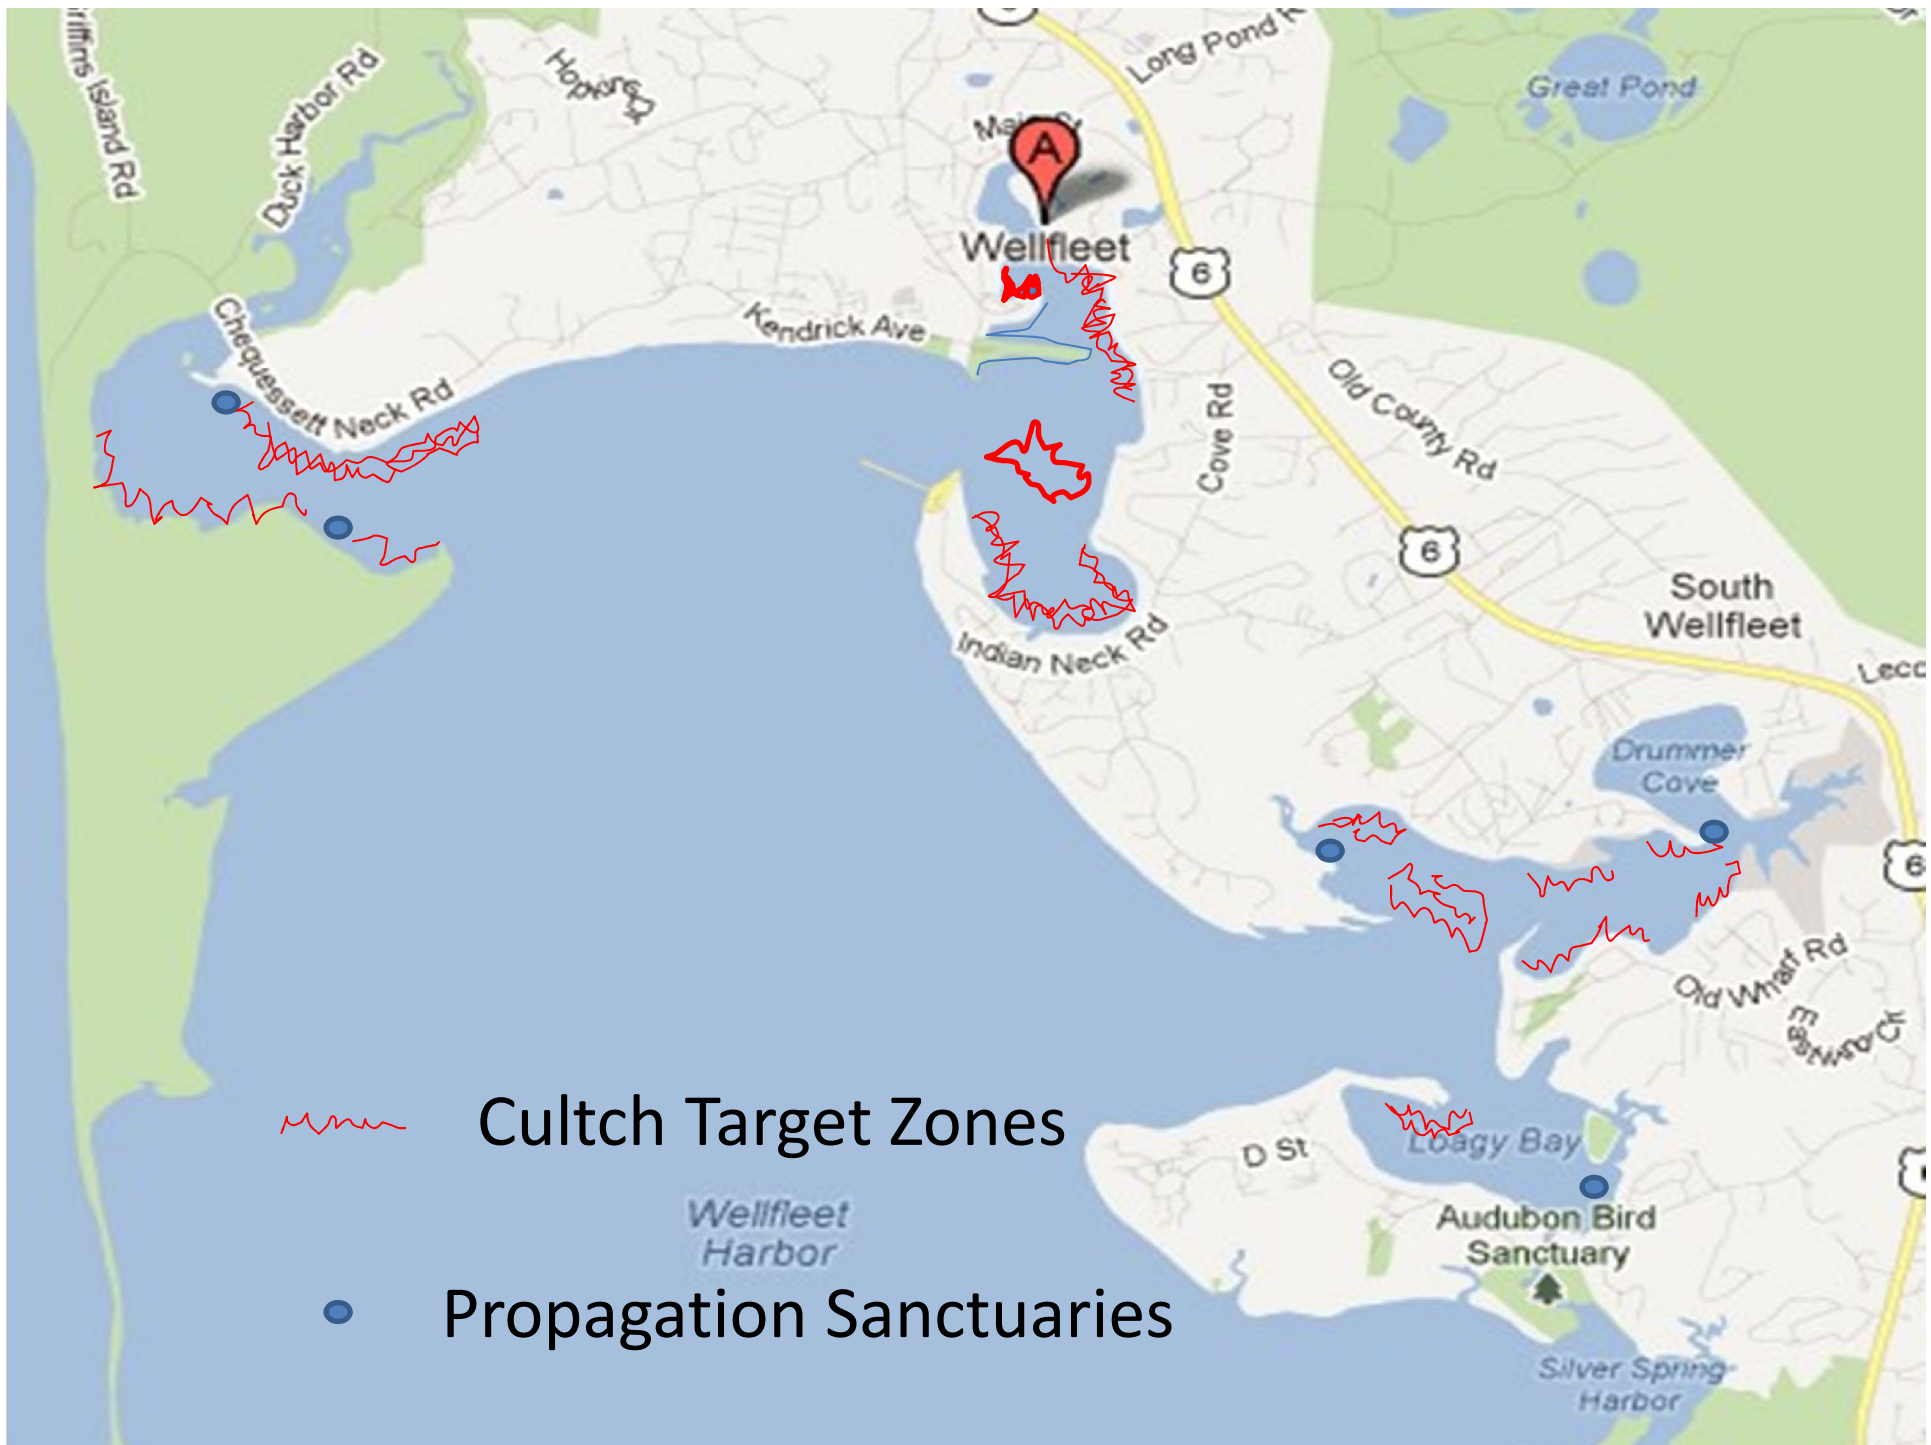 Griffins Island Rd
Duck Harbor Rd
Long Pond R
Great Pond
Main St
A
Wellfleet
6
Chequessett Neck Rd
Kendrick Ave
Old County Rd
Cove Rd
6
South
Wellfleet
Indian Neck Rd
Drummer
Cove
6
Old Wharf Rd
Cultch Target Zones
D St
Loagy Bay
Wellfleet
Harbor
Audubon Bird
Sanctuary
Propagation Sanctuaries
Silver Spring
Harbor